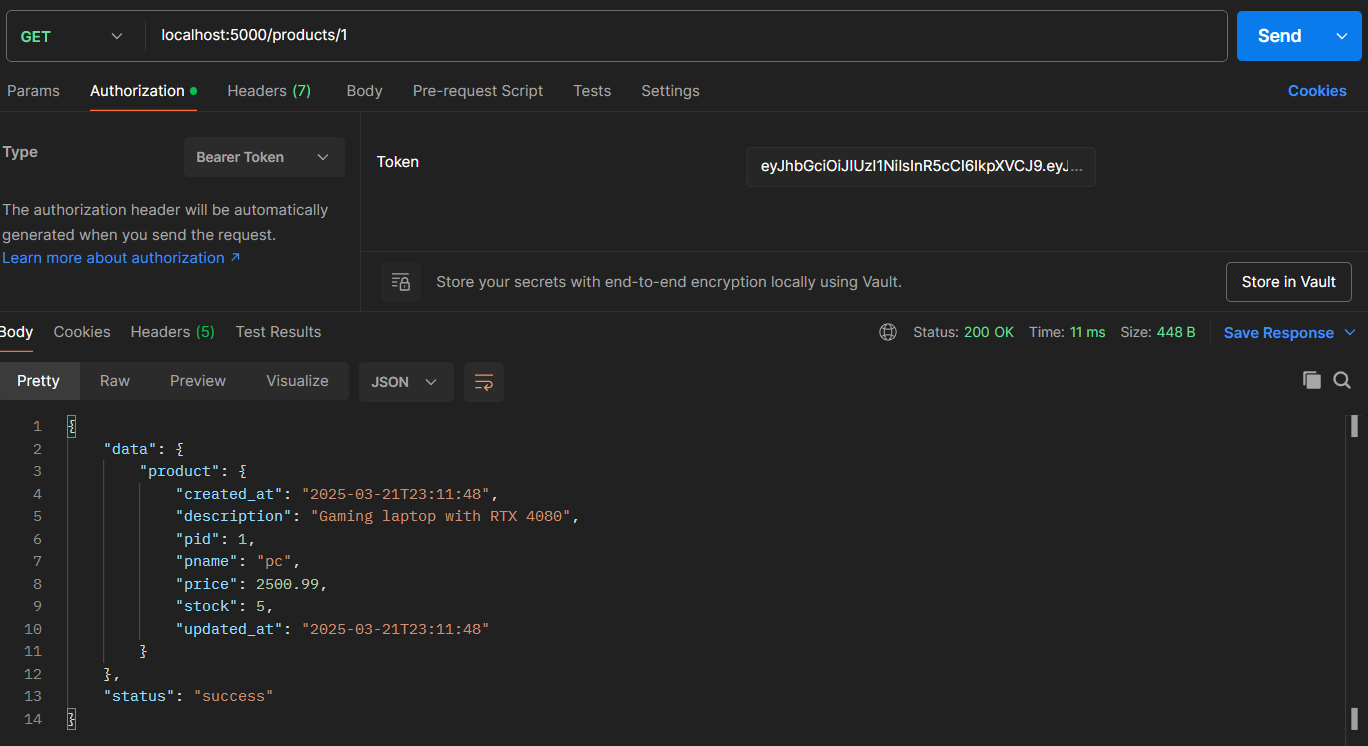 GET localhost:5000/products/1 Send
Params Authorization Headers (7) Body Pre-request Script Tests Settings Cookies
Type Bearer Token
The authorization header will be automatically
generated when you send the request.
Learn more about authorization ↗
Token eyJhbGciOiJIUzI1NiIsInR5cCI6IkpXVCJ9.eyJ...
Store your secrets with end-to-end encryption locally using Vault. Store in Vault
Body Cookies Headers (5) Test Results Status: 200 OK Time: 11 ms Size: 448 B Save Response
Pretty Raw Preview Visualize JSON
1 {
2 "data": {
3 "product": {
4 "created_at": "2025-03-21T23:11:48",
5 "description": "Gaming laptop with RTX 4080",
6 "pid": 1,
7 "pname": "pc",
8 "price": 2500.99,
9 "stock": 5,
10 "updated_at": "2025-03-21T23:11:48"
11 }
12 },
13 "status": "success"
14 }